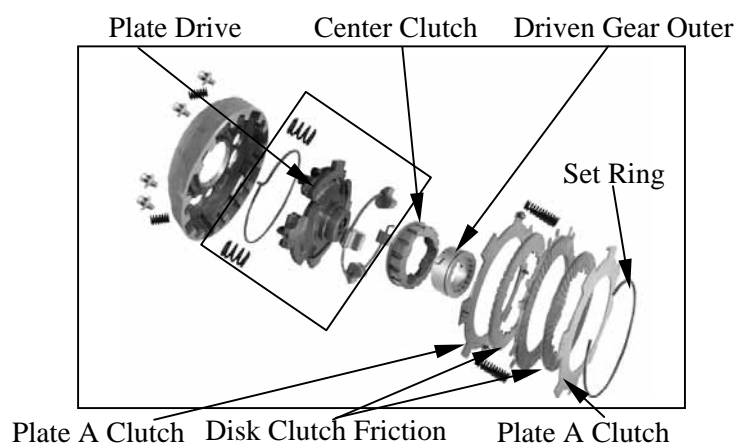 Plate Drive
Center Clutch
Driven Gear Outer
Set Ring
Plate A Clutch
Disk Clutch Friction
Plate A Clutch